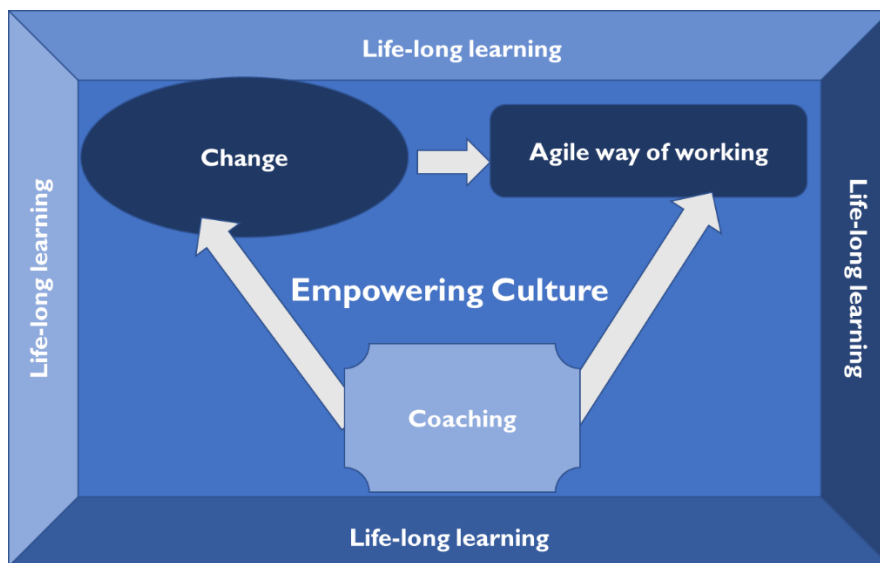 Life-long learning
Change
Agile way of working
Life-long learning
Life-long learning
Empowering Culture
Coaching
Life-long learning